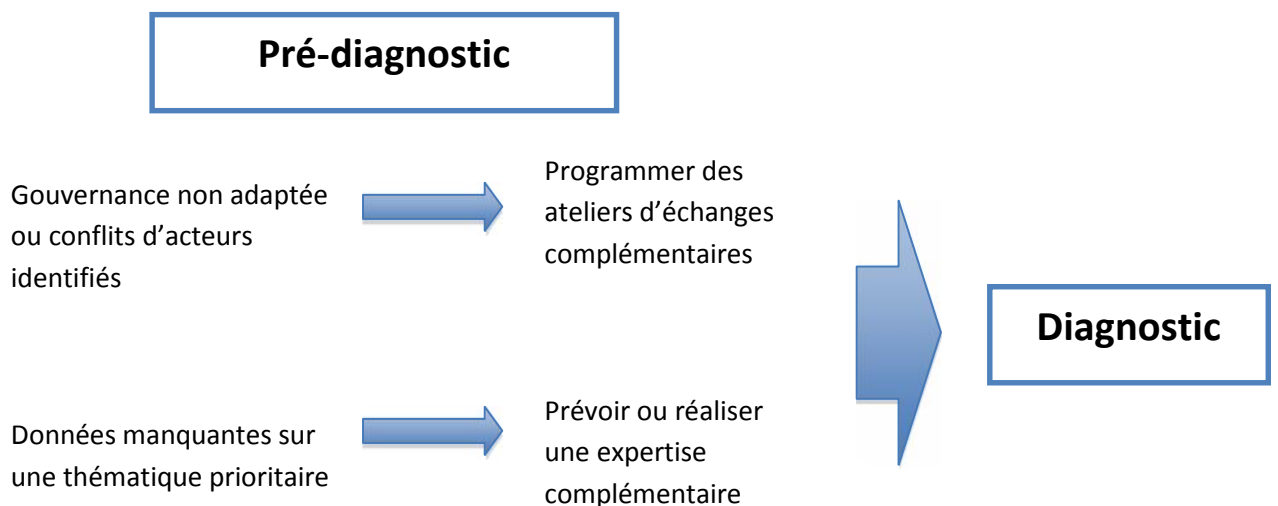 Pré-diagnostic
Gouvernance non adaptée
ou conflits d’acteurs
identifiés
Programmer des
ateliers d’échanges
complémentaires
Données manquantes sur
une thématique prioritaire
Prévoir ou réaliser
une expertise
complémentaire
Diagnostic